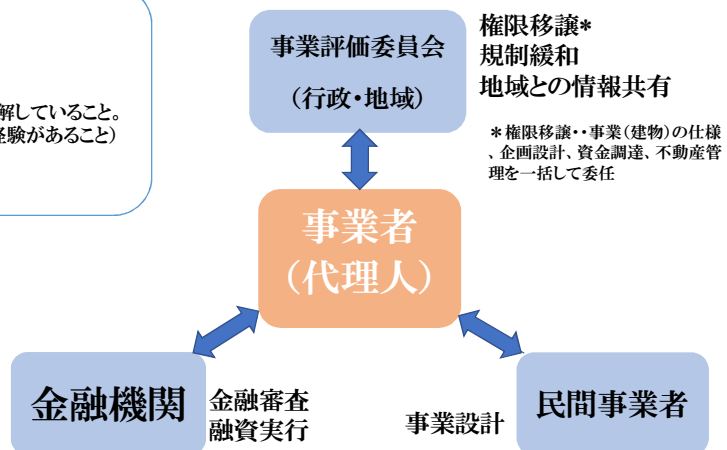 解していること。
経験があること）
事業評価委員会
（行政・地域）
権限移譲*
規制緩和
地域との情報共有
＊権限移譲・・事業（建物）の仕様
、企画設計、資金調達、不動産管
理を一括して委任
事業者
（代理人）
金融機関
金融審査
融資実行
事業設計
民間事業者